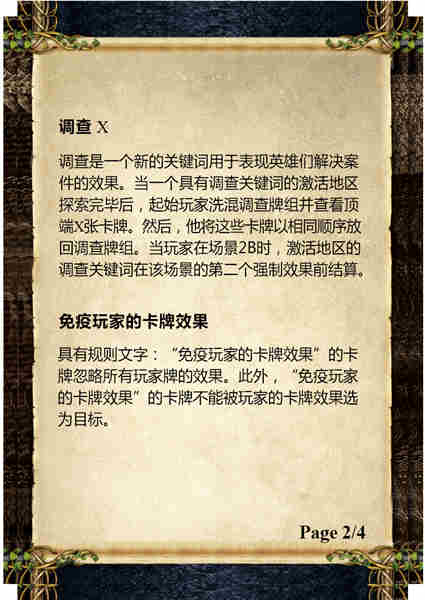 调查 X
调查是一个新的关键词用于表现英雄们解决案
件的效果。当一个具有调查关键词的激活地区
探索完毕后，起始玩家洗混调查牌组并查看顶
端X张卡牌。然后，他将这些卡牌以相同顺序放
回调查牌组。当玩家在场景2B时，激活地区的
调查关键词在该场景的第二个强制效果前结算。
免疫玩家的卡牌效果
具有规则文字：“免疫玩家的卡牌效果”的卡
牌忽略所有玩家牌的效果。此外，“免疫玩家
的卡牌效果”的卡牌不能被玩家的卡牌效果选
为目标。
Page 2/4